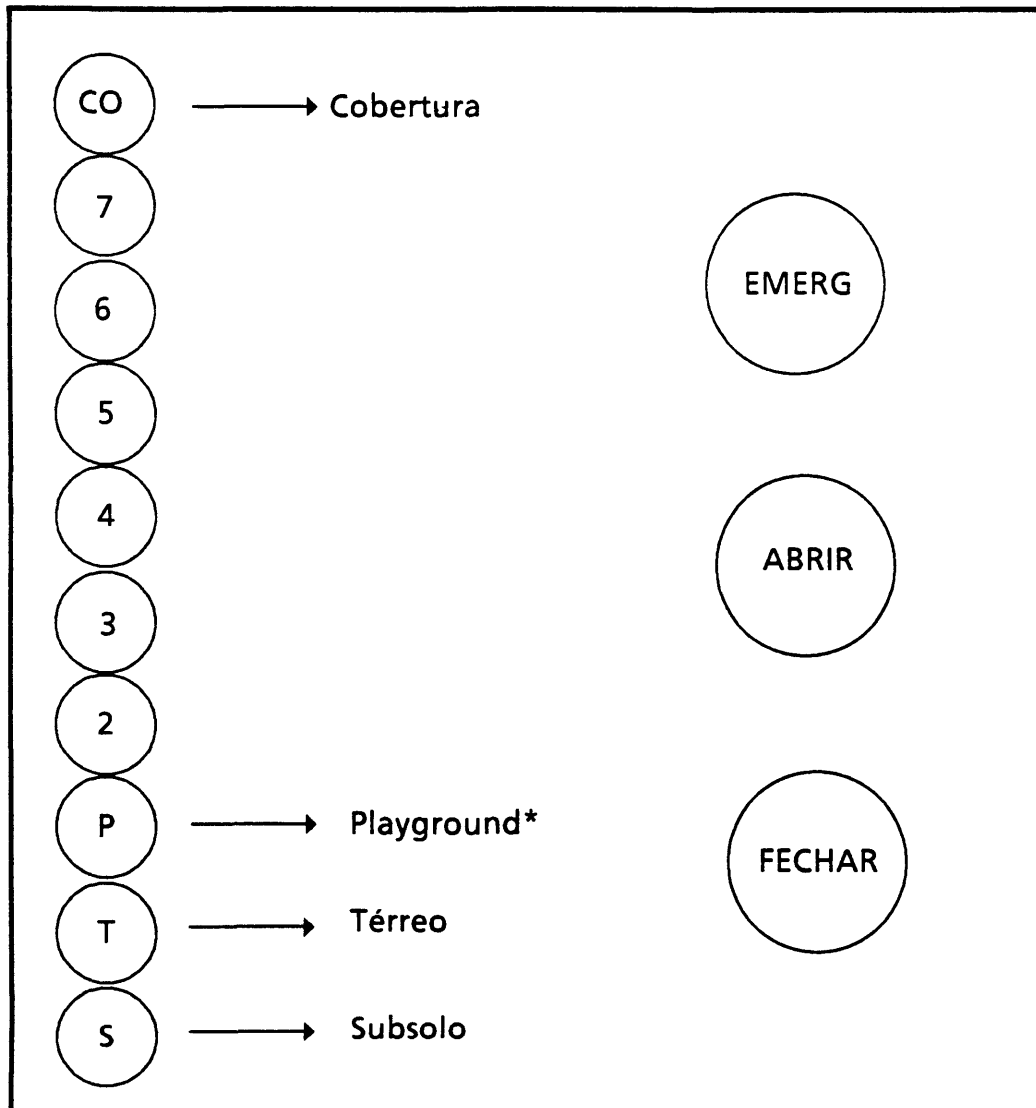 CO Cobertura
7
6
5
4
3
2
P Playground*
T Térreo
S Subsolo
EMERG
ABRIR
FECHAR